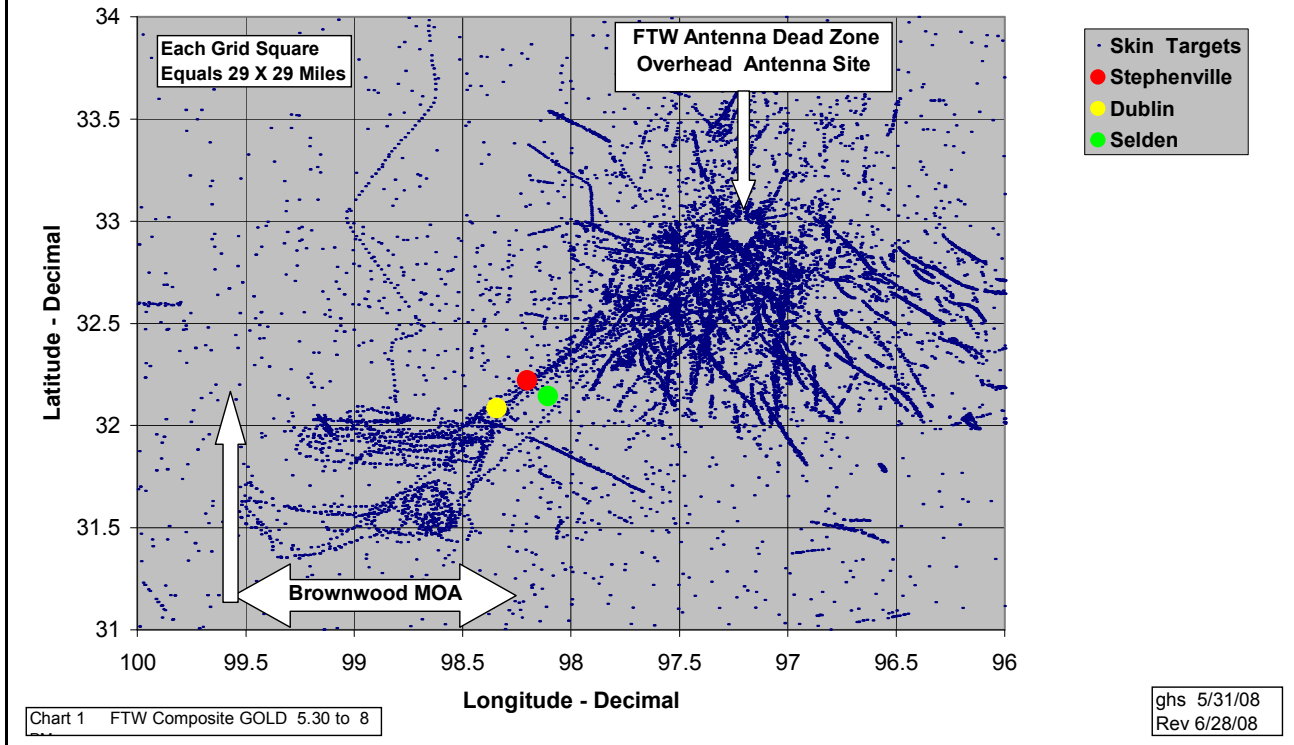 34
33.5
33
32.5
32
31.5
31
Latitude - Decimal
Each Grid Square
Equals 29 X 29 Miles
FTW Antenna Dead Zone
Overhead Antenna Site
Skin Targets
Stephenville
Dublin
Selden
Brownwood MOA
100 99.5 99 98.5 98 97.5 97 96.5 96
Longitude - Decimal
Chart 1 FTW Composite GOLD 5.30 to 8
ghs 5/31/08
Rev 6/28/08